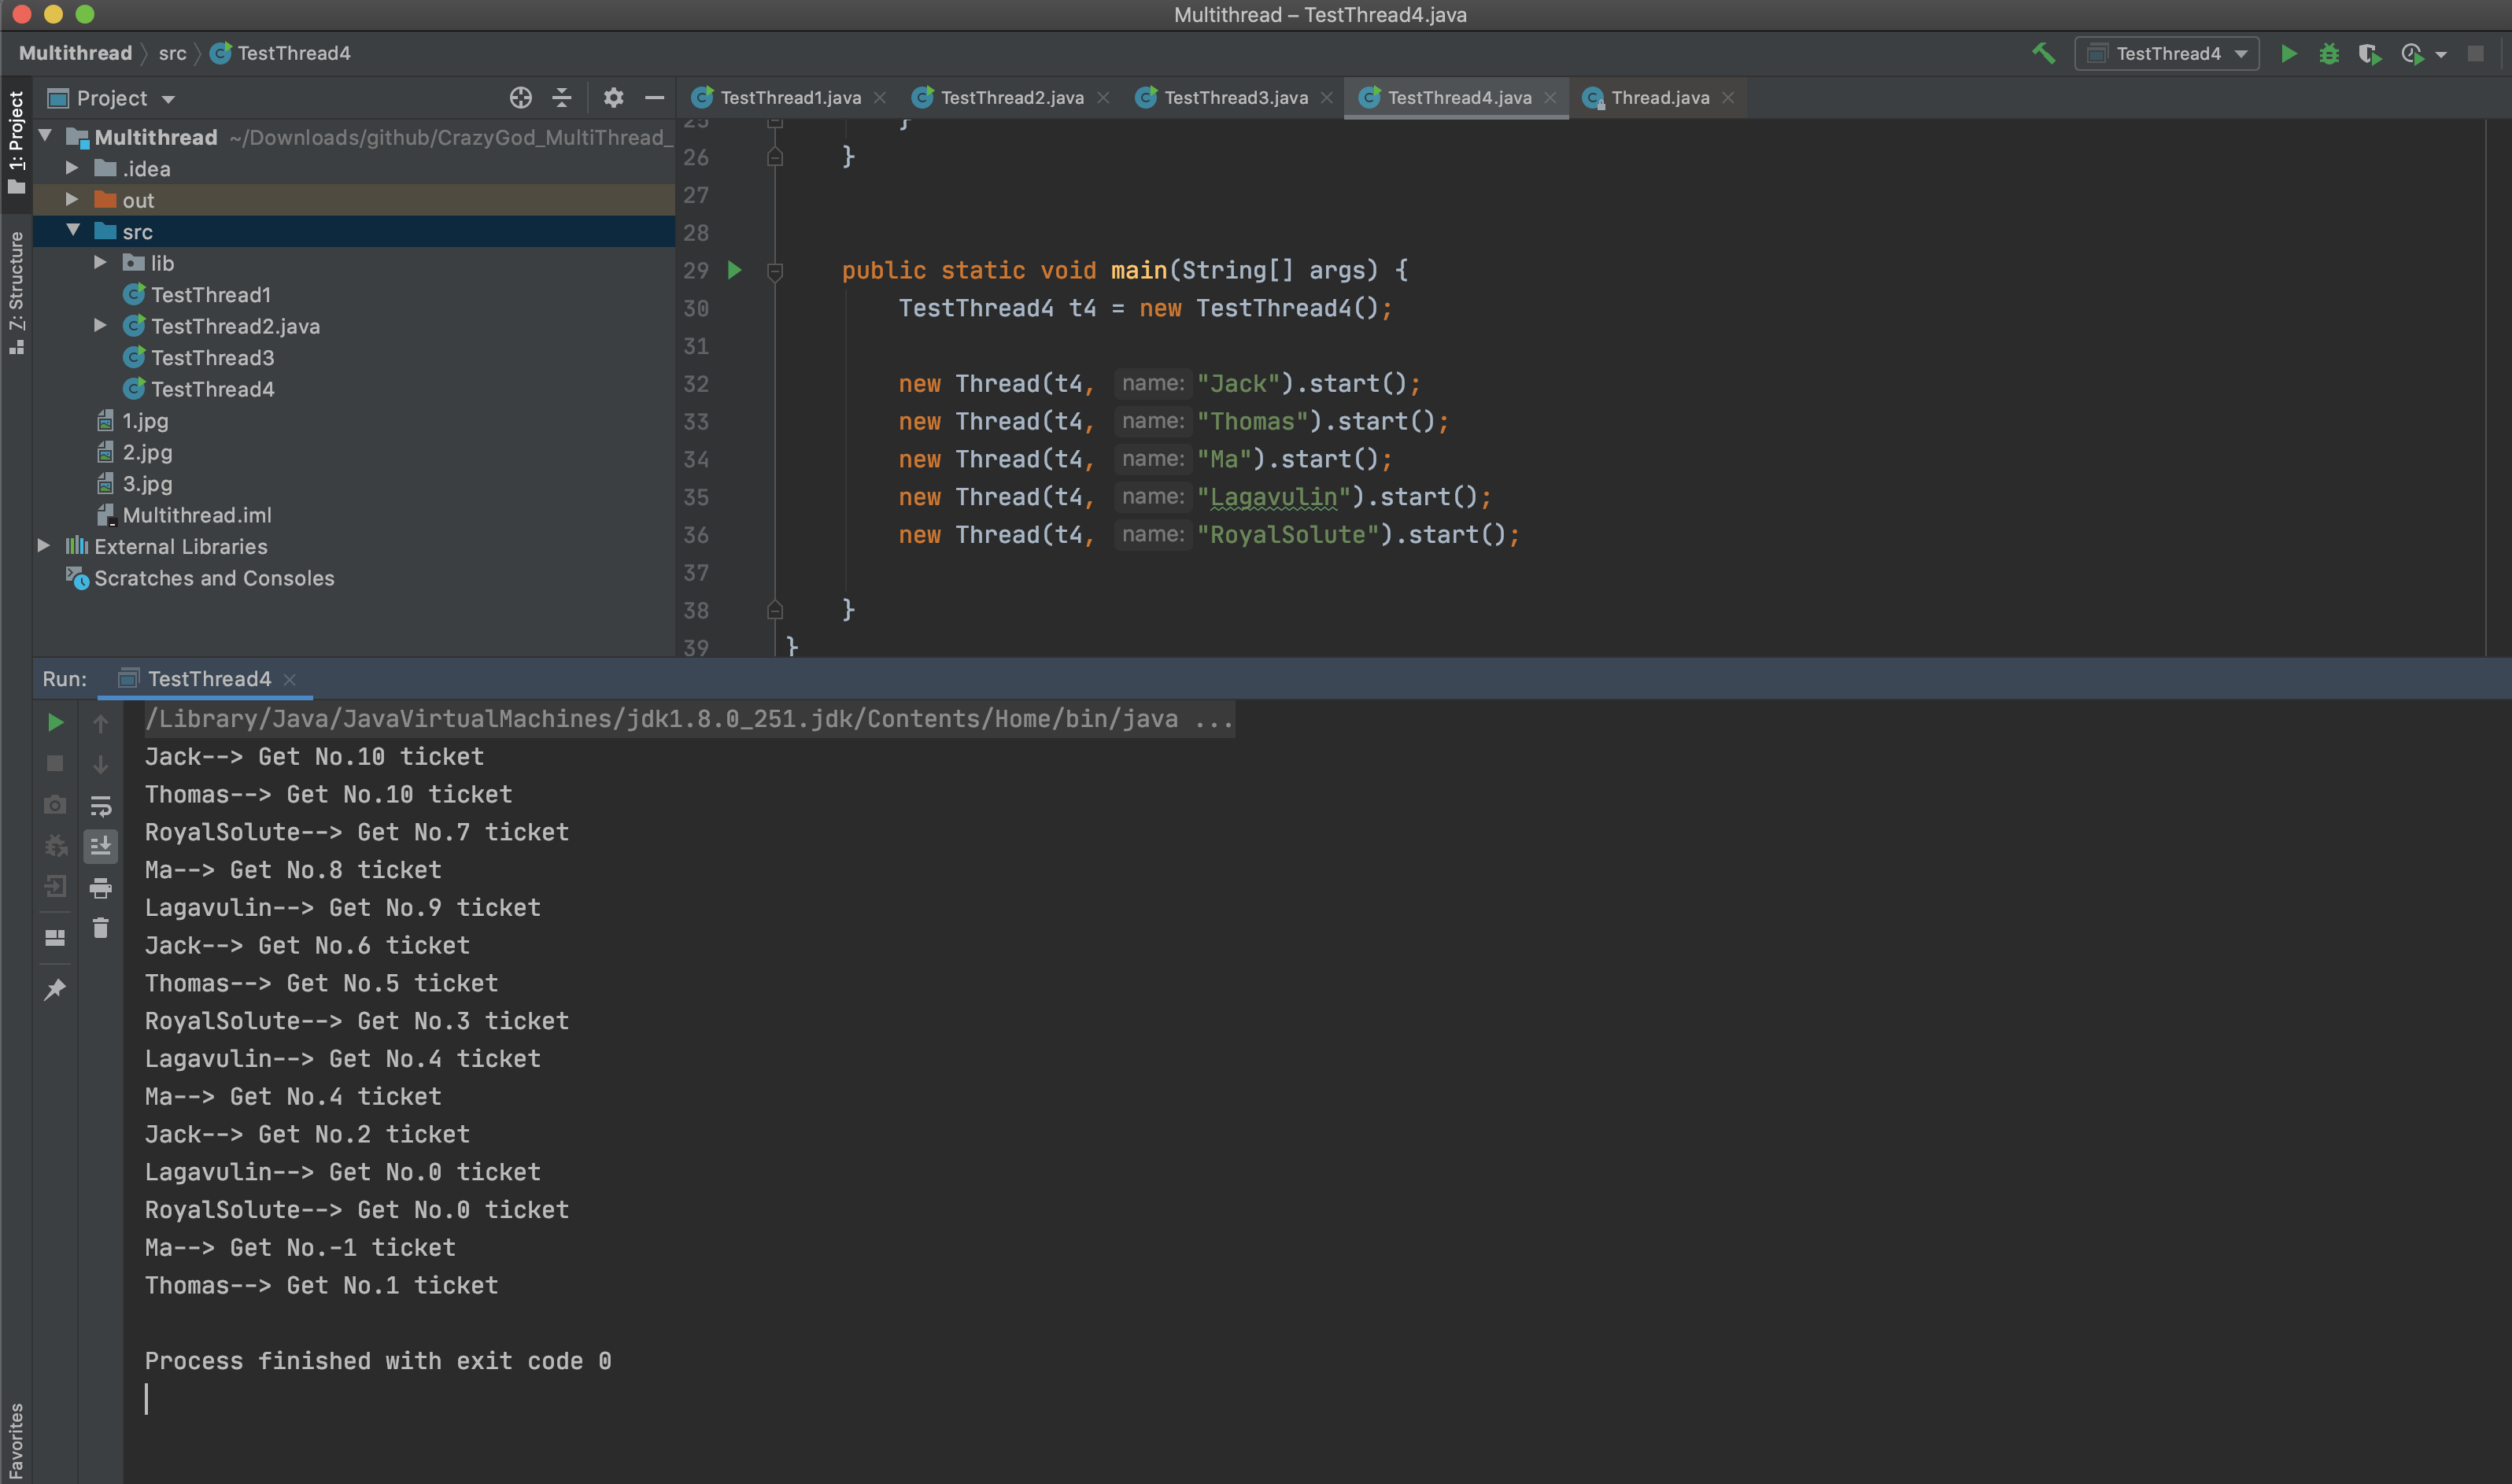 Multithread – TestThread4.java
Multithread src TestThread4
TestThread4
1: Project
7: Structure
Favorites
Project
TestThread1.java TestThread2.java TestThread3.java TestThread4.java Thread.java
Multithread ~/Downloads/github/CrazyGod_MultiThread_
.idea
out
src
lib
TestThread1
TestThread2.java
TestThread3
TestThread4
1.jpg
2.jpg
3.jpg
Multithread.iml
External Libraries
Scratches and Consoles
25 }
26 }
27
28
29 public static void main(String[] args) {
30 TestThread4 t4 = new TestThread4();
31
32 new Thread(t4, name: "Jack").start();
33 new Thread(t4, name: "Thomas").start();
34 new Thread(t4, name: "Ma").start();
35 new Thread(t4, name: "Lagavulin").start();
36 new Thread(t4, name: "RoyalSolute").start();
37
38 }
39 }
Run: TestThread4
/Library/Java/JavaVirtualMachines/jdk1.8.0_251.jdk/Contents/Home/bin/java ...
Jack--> Get No.10 ticket
Thomas--> Get No.10 ticket
RoyalSolute--> Get No.7 ticket
Ma--> Get No.8 ticket
Lagavulin--> Get No.9 ticket
Jack--> Get No.6 ticket
Thomas--> Get No.5 ticket
RoyalSolute--> Get No.3 ticket
Lagavulin--> Get No.4 ticket
Ma--> Get No.4 ticket
Jack--> Get No.2 ticket
Lagavulin--> Get No.0 ticket
RoyalSolute--> Get No.0 ticket
Ma--> Get No.-1 ticket
Thomas--> Get No.1 ticket
Process finished with exit code 0